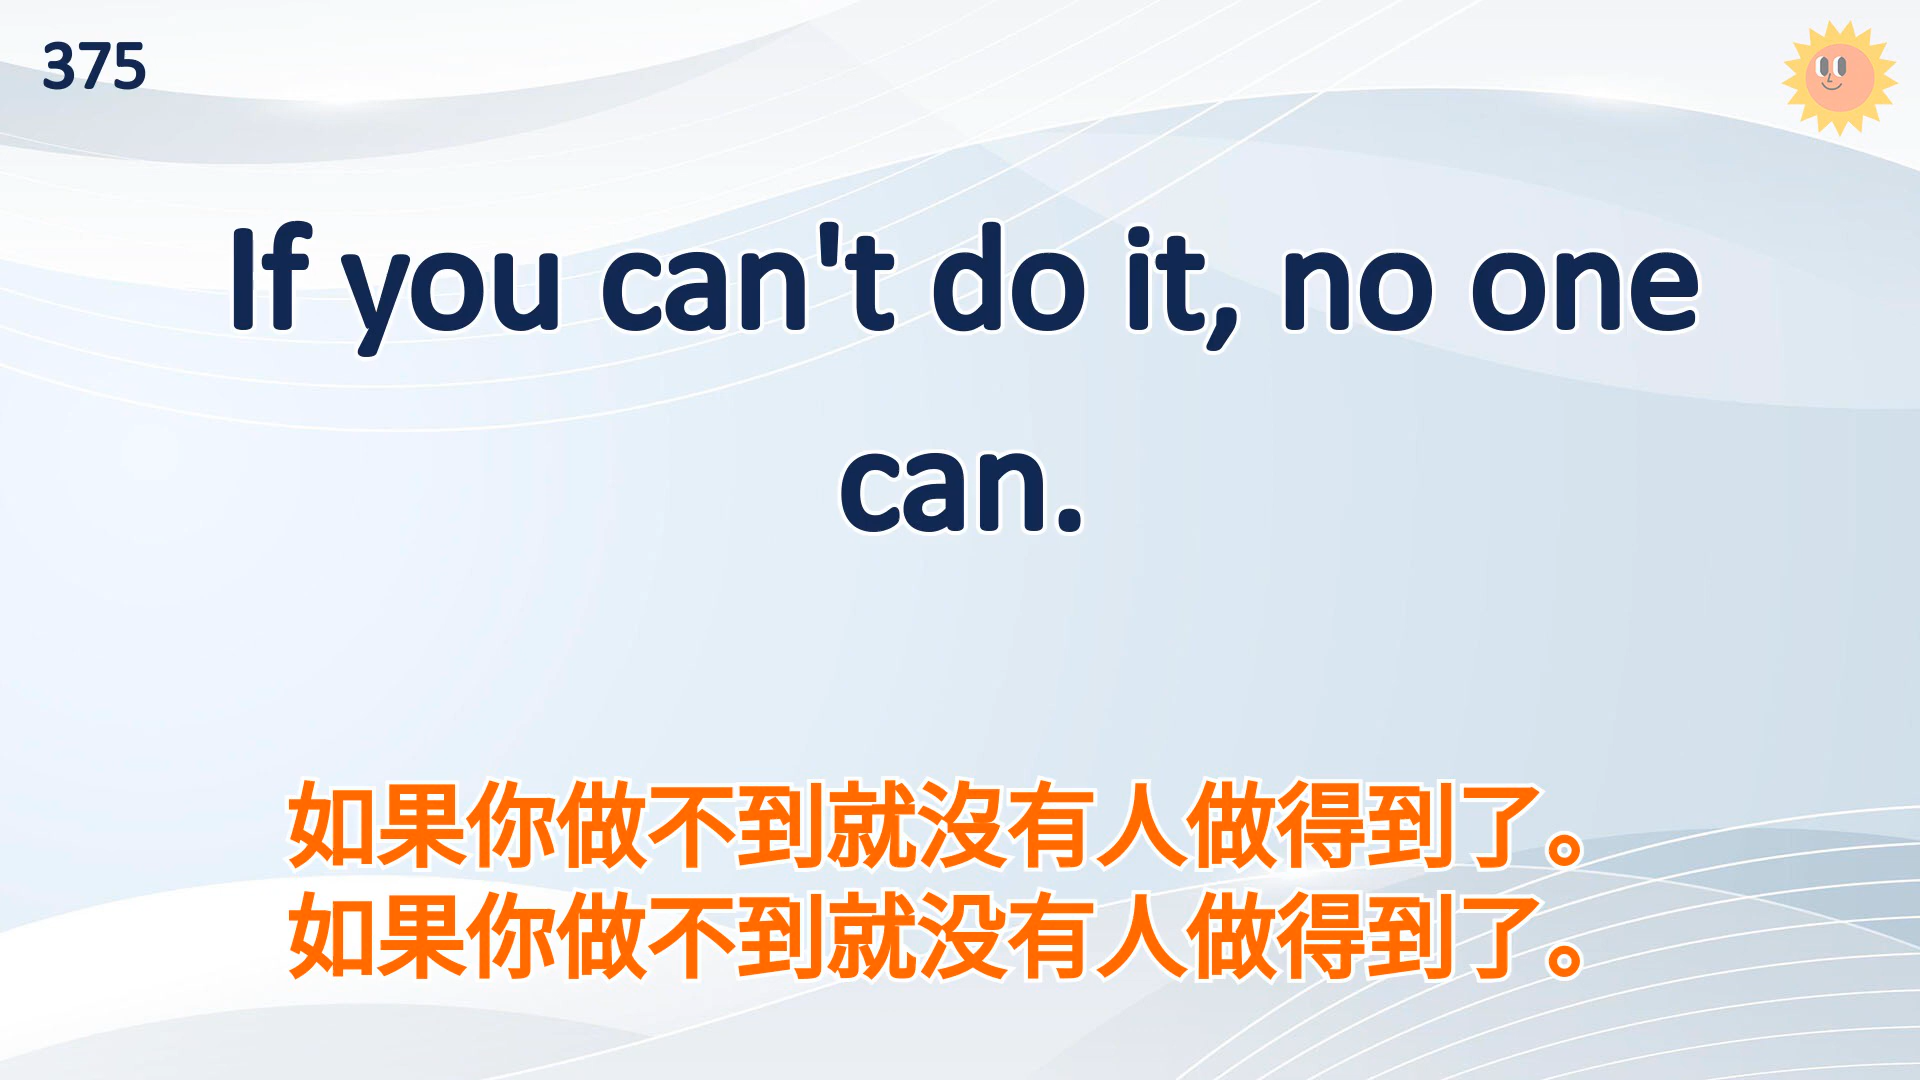 375
If you can't do it, no one
can.
如果你做不到就沒有人做得到了。
如果你做不到就没有人做得到了。